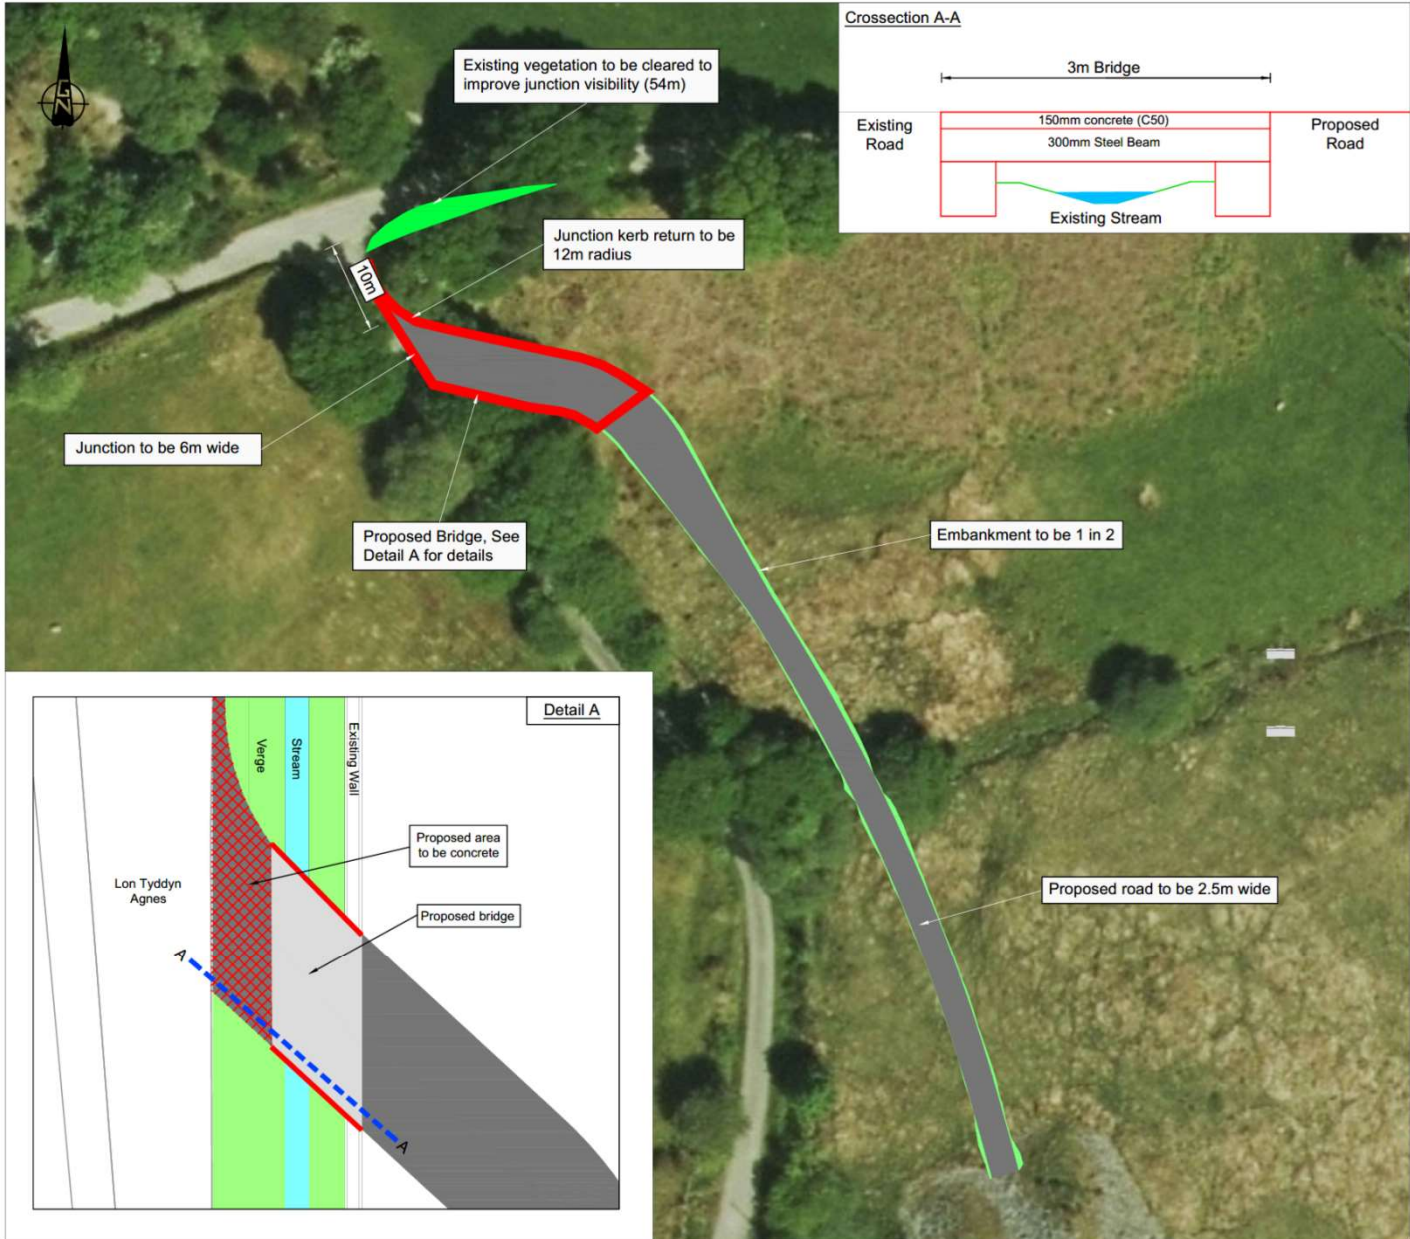 Crossection A-A
3m Bridge
150mm concrete (C50)
300mm Steel Beam
Existing
Road
Proposed
Road
Existing Stream
GN
Existing vegetation to be cleared to
improve junction visibility (54m)
Junction kerb return to be
12m radius
10m
Junction to be 6m wide
Proposed Bridge, See
Detail A for details
Embankment to be 1 in 2
Proposed road to be 2.5m wide
Detail A
Verge
Stream
Existing Wall
Proposed area
to be concrete
Lon Tyddyn
Agnes
Proposed bridge
A
A